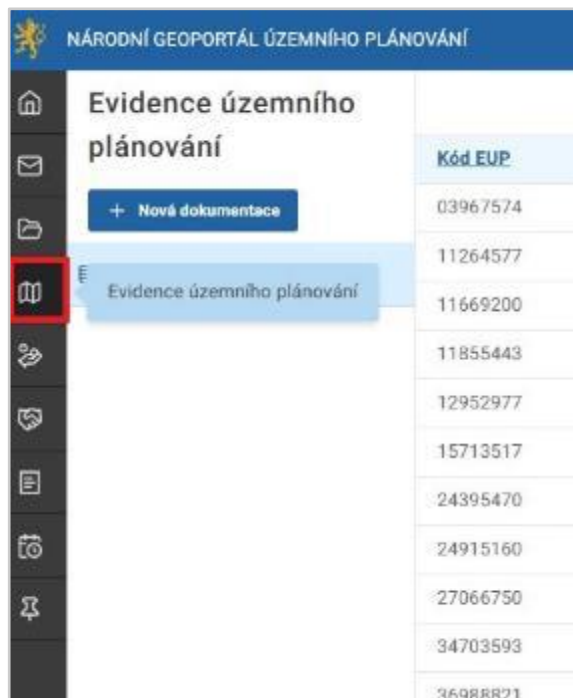 NÁRODNÍ GEOPORTÁL ÚZEMNÍHO PLÁNOVÁNÍ
Evidence územního
plánování
+ Nová dokumentace
Evidence územního plánování
Kód EUP
03967574
11264577
11669200
11855443
12952977
15713517
24395470
24915160
27066750
34703593
36988821